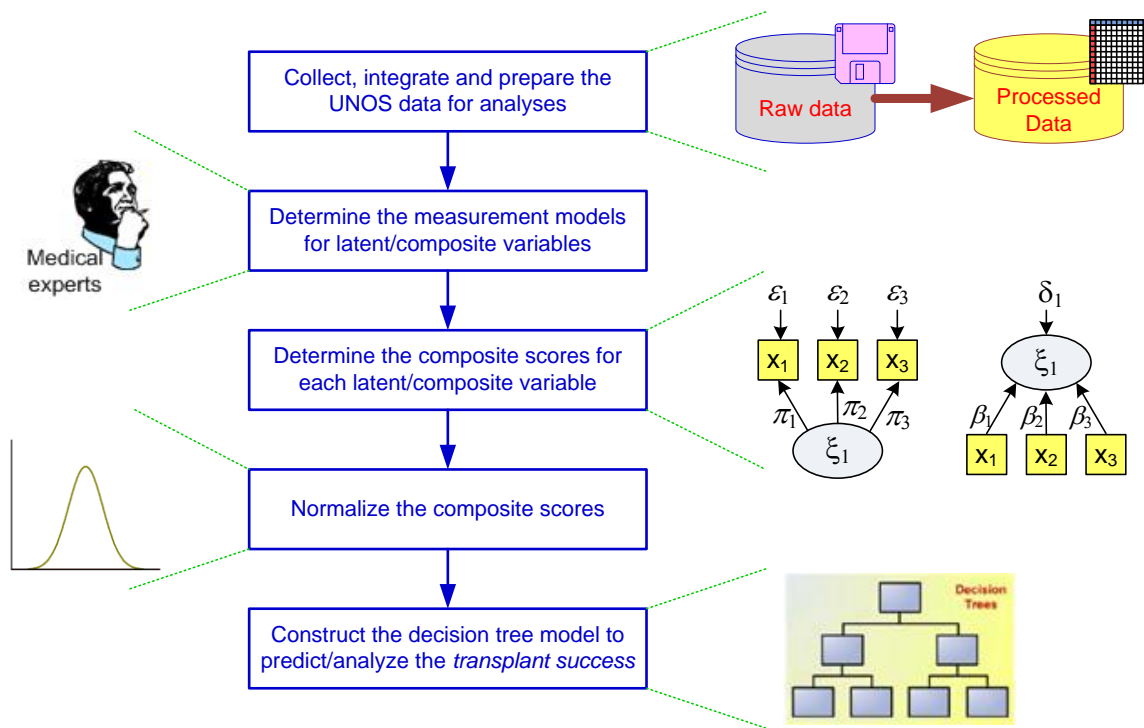 Collect, integrate and prepare the
UNOS data for analyses
Raw data
Processed
Data
Determine the measurement models
for latent/composite variables
Medical
experts
Determine the composite scores for
each latent/composite variable
ε1 ε2 ε3
x1 x2 x3
π1 π2 π3
ξ1
δ1
ξ1
β1 β2 β3
x1 x2 x3
Normalize the composite scores
Construct the decision tree model to
predict/analyze the transplant success
Decision
Trees